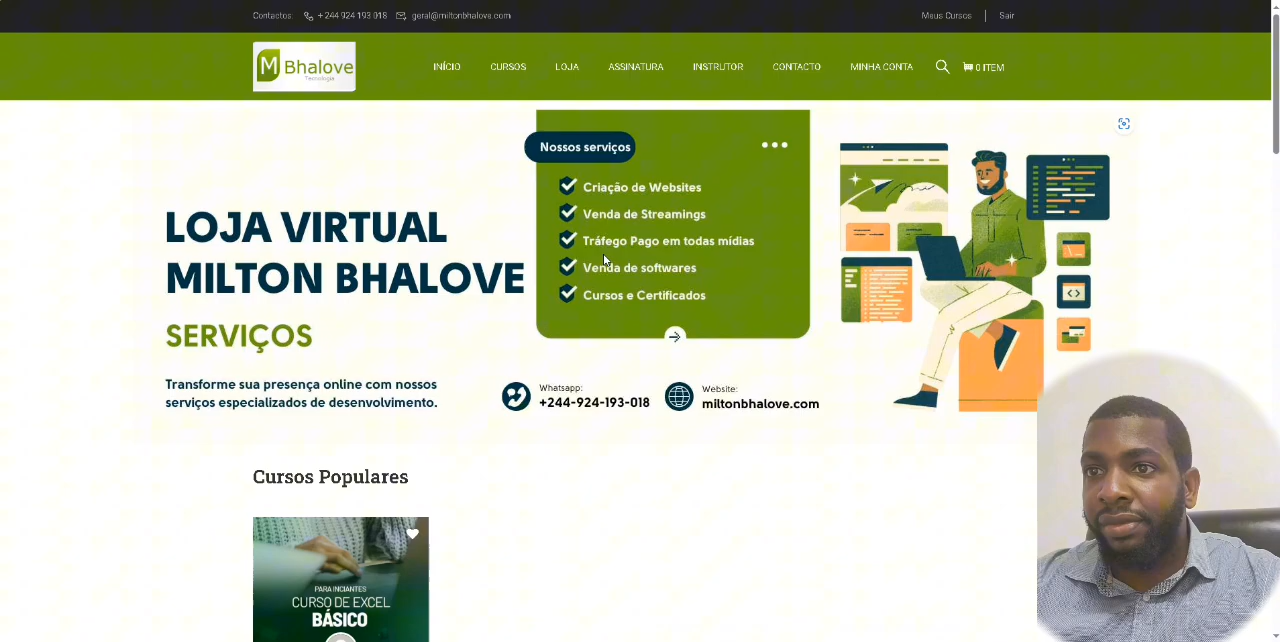 Contactos: + 244 924 193 018 geral@miltonbhalove.com Meus Cursos Sair
M Bhalove
Tecnologia
INÍCIO CURSOS LOJA ASSINATURA INSTRUTOR CONTACTO MINHA CONTA 0 ITEM
LOJA VIRTUAL
MILTON BHALOVE
SERVIÇOS
Transforme sua presença online com nossos
serviços especializados de desenvolvimento.
Nossos serviços
Criação de Websites
Venda de Streamings
Tráfego Pago em todas mídias
Venda de softwares
Cursos e Certificados
Whatsapp:
+244-924-193-018
Website:
miltonbhalove.com
Cursos Populares
PARA INCIANTES
CURSO DE EXCEL
BÁSICO